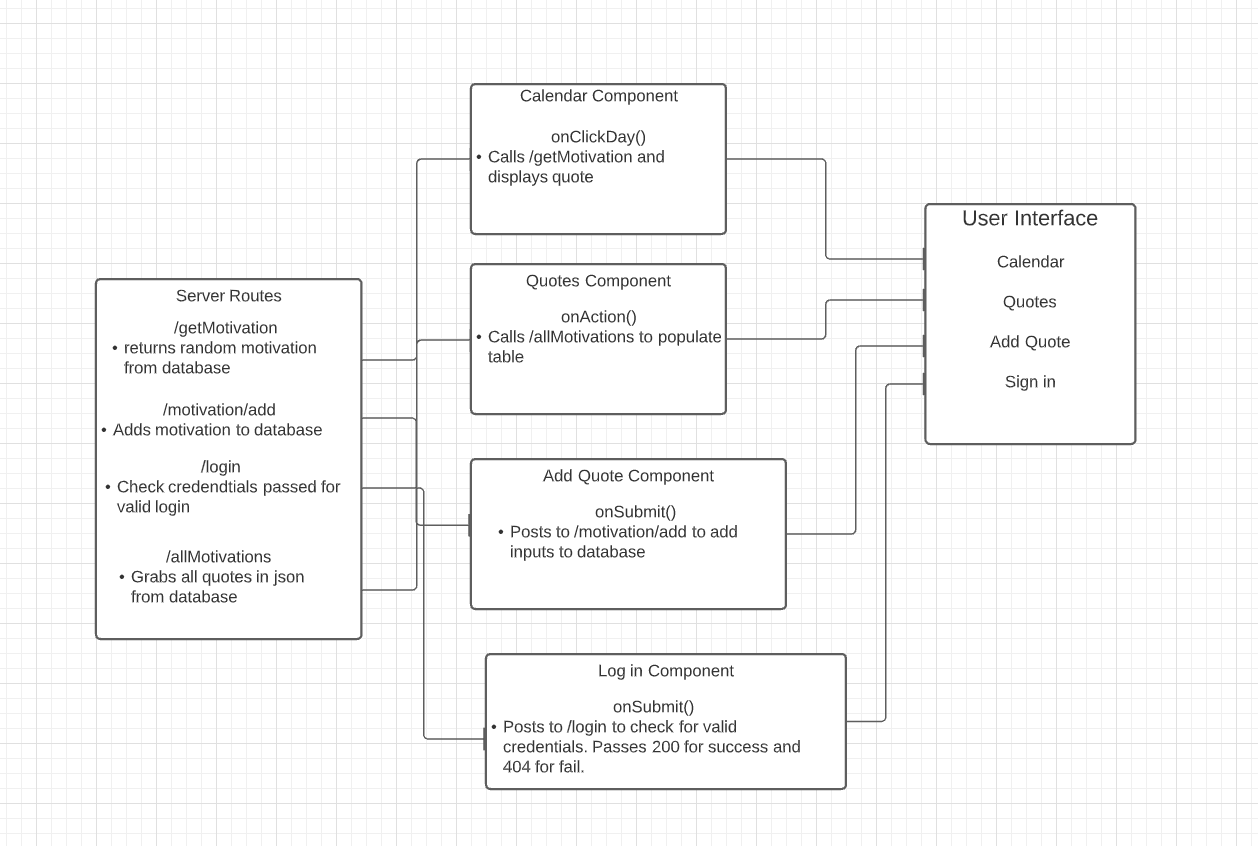 Calendar Component
onClickDay()
• Calls /getMotivation and
displays quote
User Interface
Calendar
Quotes
Add Quote
Sign in
Quotes Component
onAction()
• Calls /allMotivations to populate
table
Server Routes
/getMotivation
• returns random motivation
from database
/motivation/add
• Adds motivation to database
/login
• Check credendtials passed for
valid login
/allMotivations
• Grabs all quotes in json
from database
Add Quote Component
onSubmit()
• Posts to /motivation/add to add
inputs to database
Log in Component
onSubmit()
• Posts to /login to check for valid
credentials. Passes 200 for success and
404 for fail.